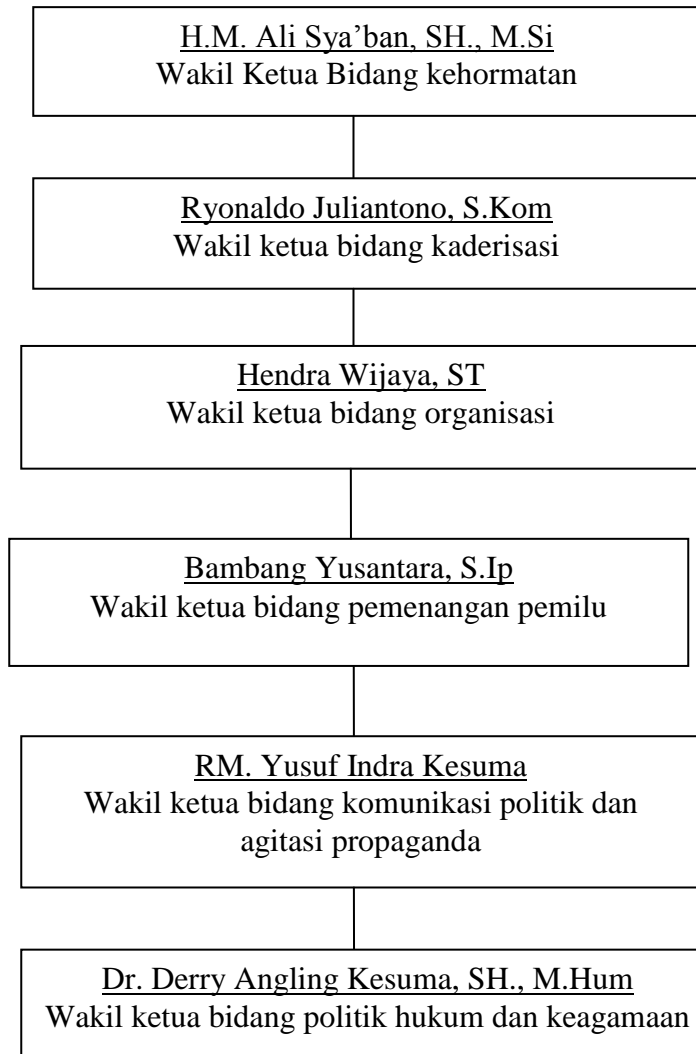 H.M. Ali Sya’ban, SH., M.Si
Wakil Ketua Bidang kehormatan
Ryonaldo Juliantono, S.Kom
Wakil ketua bidang kaderisasi
Hendra Wijaya, ST
Wakil ketua bidang organisasi
Bambang Yusantara, S.Ip
Wakil ketua bidang pemenangan pemilu
RM. Yusuf Indra Kesuma
Wakil ketua bidang komunikasi politik dan
agitasi propaganda
Dr. Derry Angling Kesuma, SH., M.Hum
Wakil ketua bidang politik hukum dan keagamaan